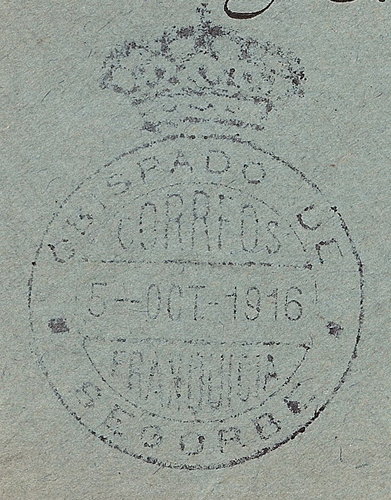 OBISPADO DE
CORREOS
5-OCT-1916
FRANQUICIA
SEGORBE